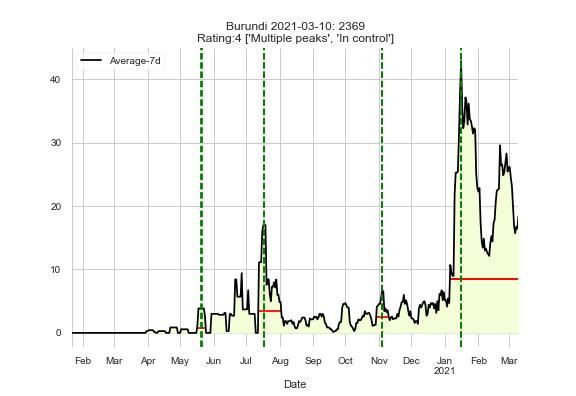 Burundi 2021-03-10: 2369
Rating:4 ['Multiple peaks', 'In control']
Average-7d
40
30
20
10
0
Feb Mar Apr May Jun Jul Aug Sep Oct Nov Dec Jan Feb Mar
2021
Date